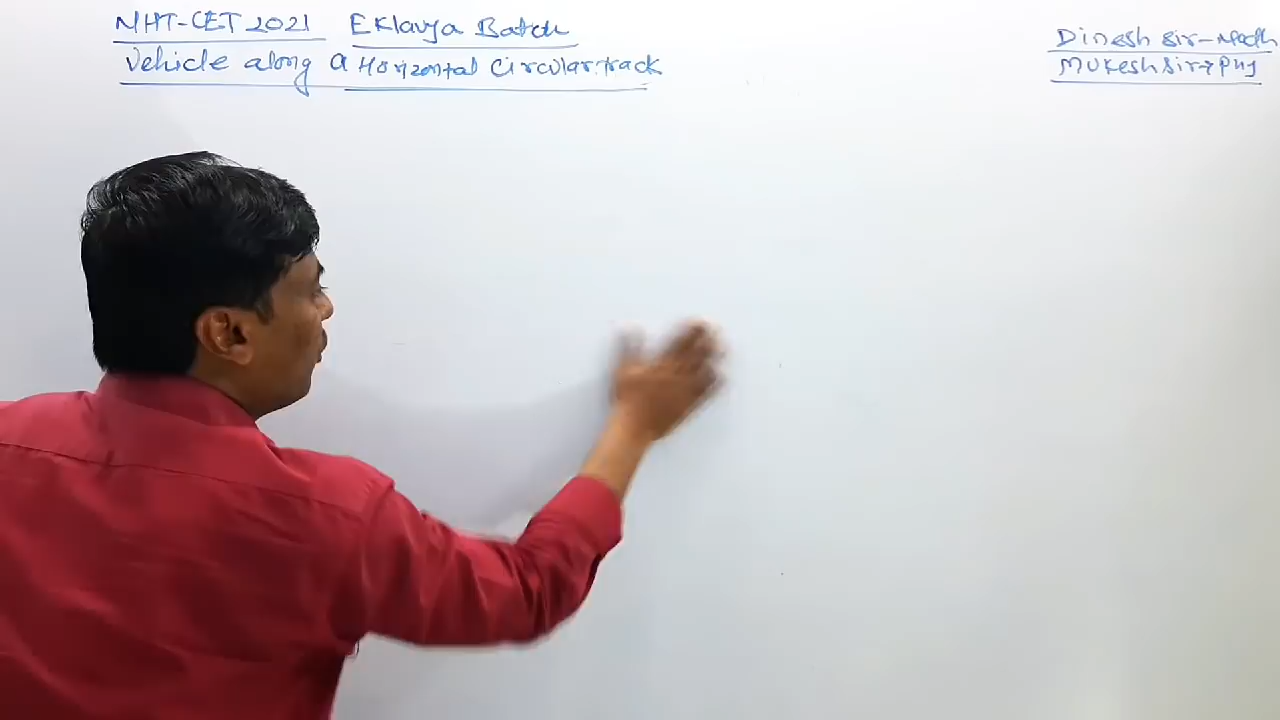 MHT-CET 2021 Eklavya Batch
Vehicle along a Horizontal Circular track
Dinesh sir-Math
Mukesh sir→Phy